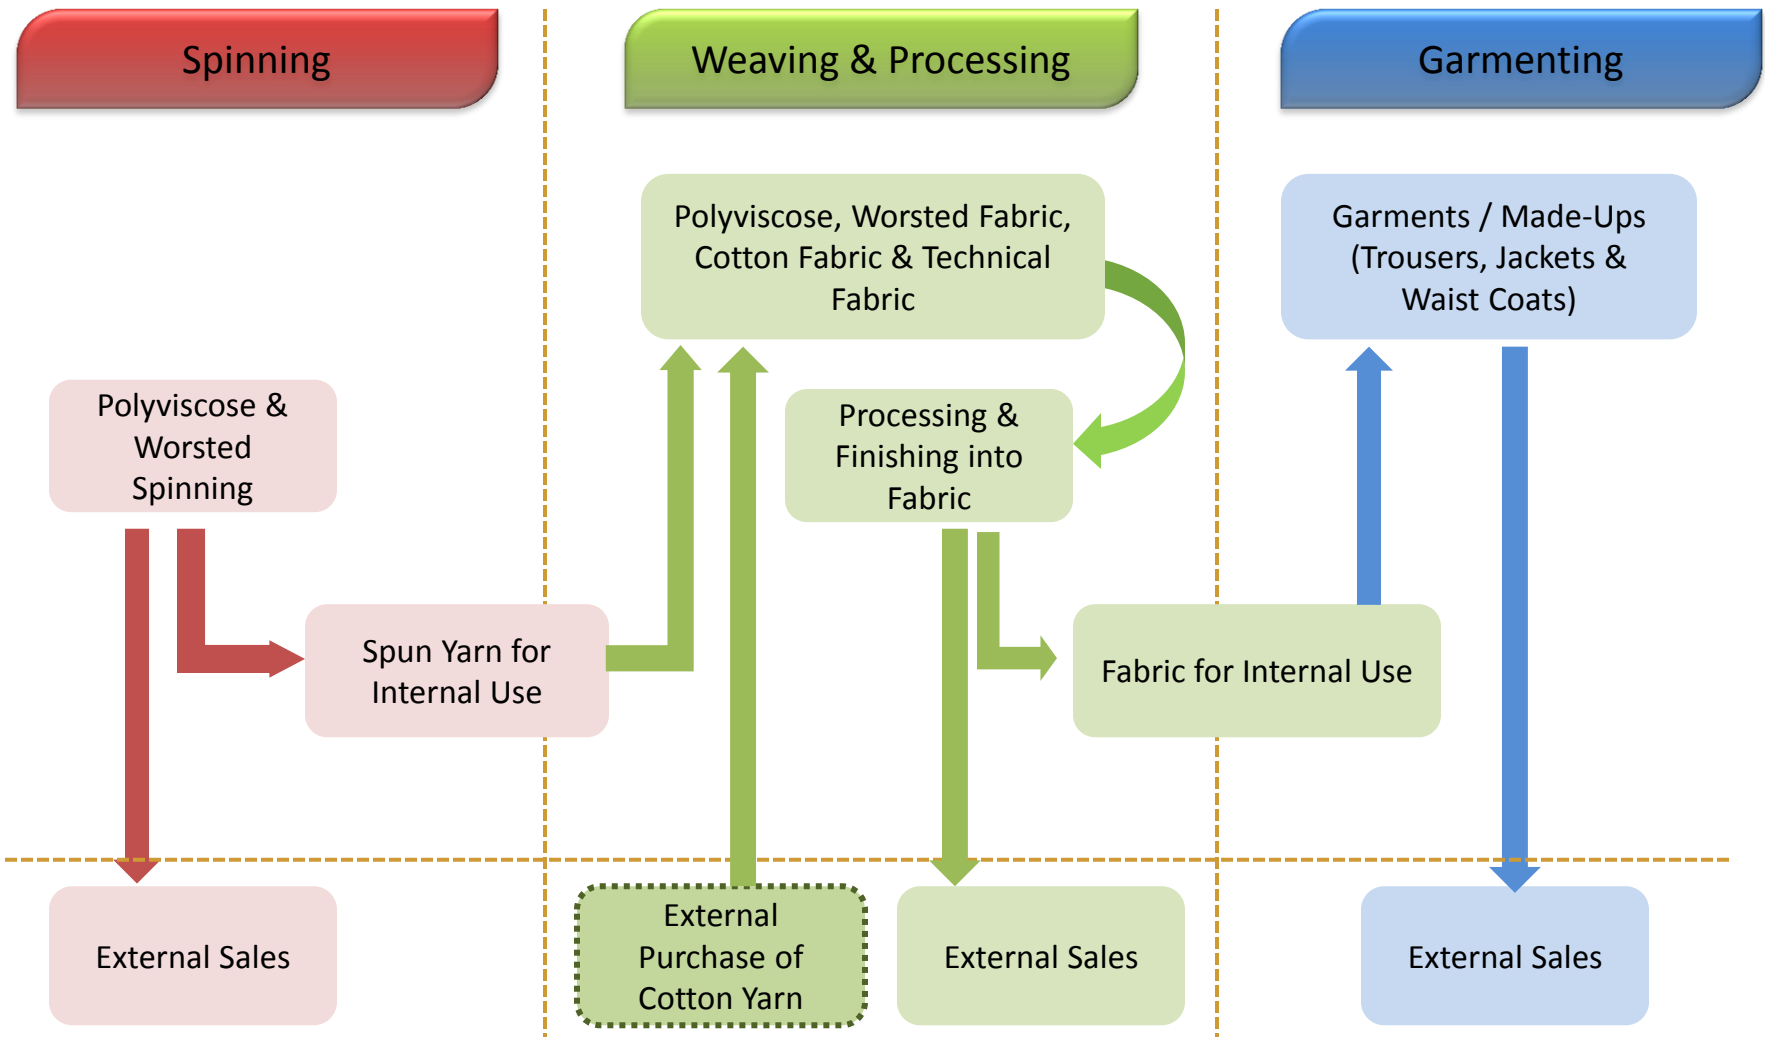 Spinning
Weaving & Processing
Garmenting
Polyviscose, Worsted Fabric,
Cotton Fabric & Technical
Fabric
Garments / Made-Ups
(Trousers, Jackets &
Waist Coats)
Polyviscose &
Worsted
Spinning
Processing &
Finishing into
Fabric
Spun Yarn for
Internal Use
Fabric for Internal Use
External Sales
External
Purchase of
Cotton Yarn
External Sales
External Sales